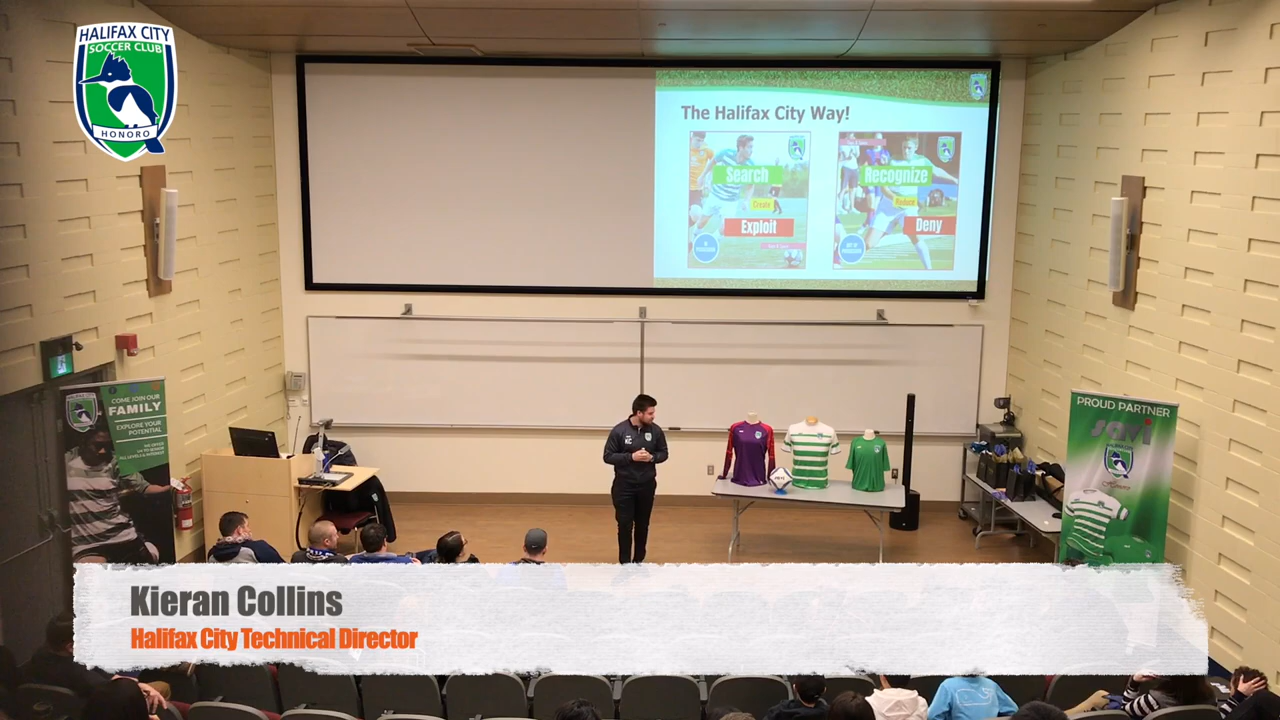 HALIFAX CITY
SOCCER CLUB
HONORO
The Halifax City Way!
Search
Create
Exploit
Recognize
Reduce
Deny
COME JOIN OUR
FAMILY
EXPLORE YOUR
POTENTIAL
PROUD PARTNER
KC
Kieran Collins
Halifax City Technical Director